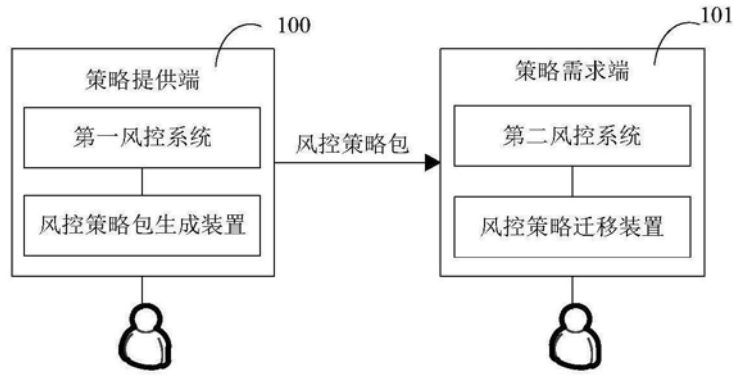 100
策略提供端
第一风控系统
风控策略包生成装置
风控策略包
101
策略需求端
第二风控系统
风控策略迁移装置